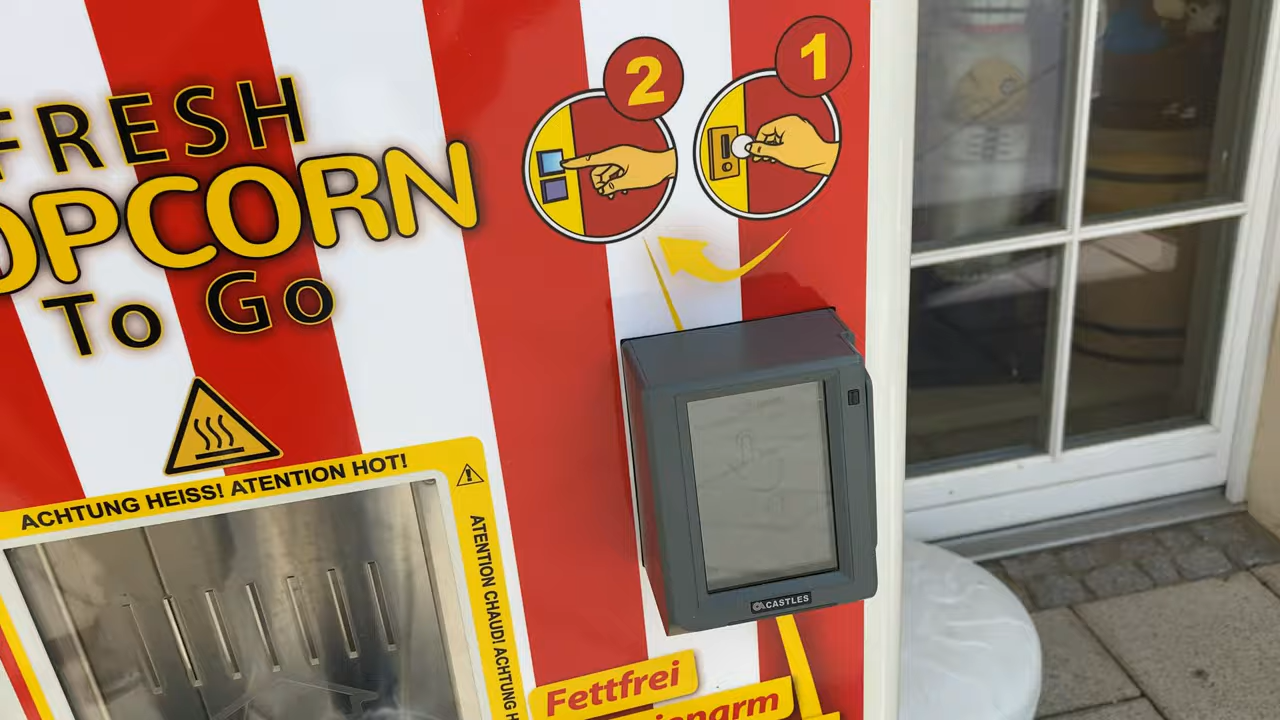 FRESH
OPCORN
To Go
2
1
ACHTUNG HEISS! ATENTION HOT!
ATENTION CHAUD! ACHTUNG H
CASTLES
Fettfrei